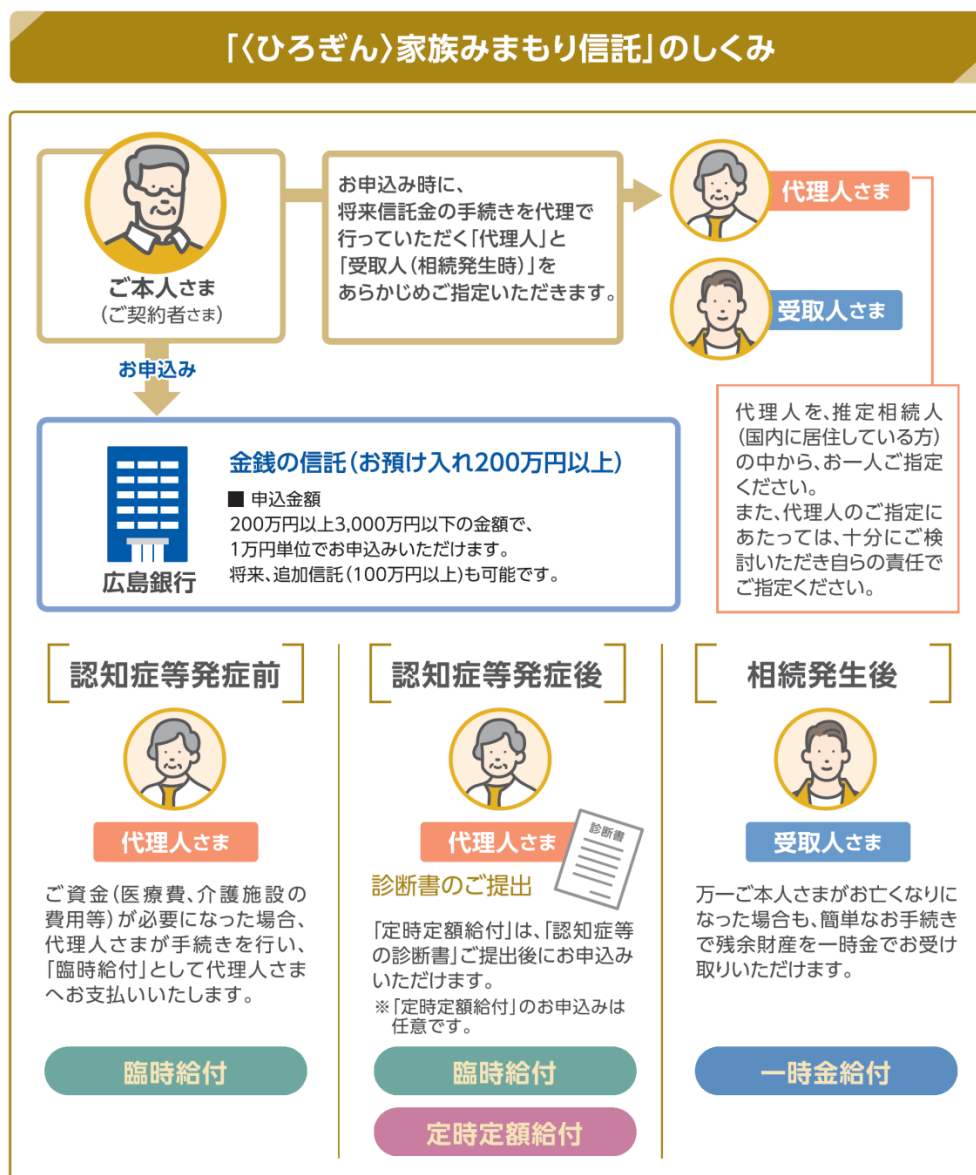 「〈ひろぎん〉家族みまもり信託」のしくみ
ご本人さま
(ご契約者さま)
お申込み時に、
将来信託金の手続きを代理で
行っていただく「代理人」と
「受取人(相続発生時)」を
あらかじめご指定いただきます。
代理人さま
受取人さま
お申込み
代理人を、推定相続人
(国内に居住している方)
の中から、お一人ご指定
ください。
また、代理人のご指定に
あたっては、十分にご検
討いただき自らの責任で
ご指定ください。
広島銀行
金銭の信託(お預け入れ200万円以上)
■ 申込金額
200万円以上3,000万円以下の金額で、
1万円単位でお申込みいただけます。
将来、追加信託(100万円以上)も可能です。
認知症等発症前
代理人さま
ご資金(医療費、介護施設の
費用等)が必要になった場合、
代理人さまが手続きを行い、
「臨時給付」として代理人さま
へお支払いいたします。
臨時給付
認知症等発症後
代理人さま
診断書
診断書のご提出
「定時定額給付」は、「認知症等
の診断書」ご提出後にお申込み
いただけます。
※「定時定額給付」のお申込みは
任意です。
臨時給付
定時定額給付
相続発生後
受取人さま
万一ご本人さまがお亡くなりに
なった場合も、簡単なお手続き
で残余財産を一時金でお受け
取りいただけます。
一時金給付